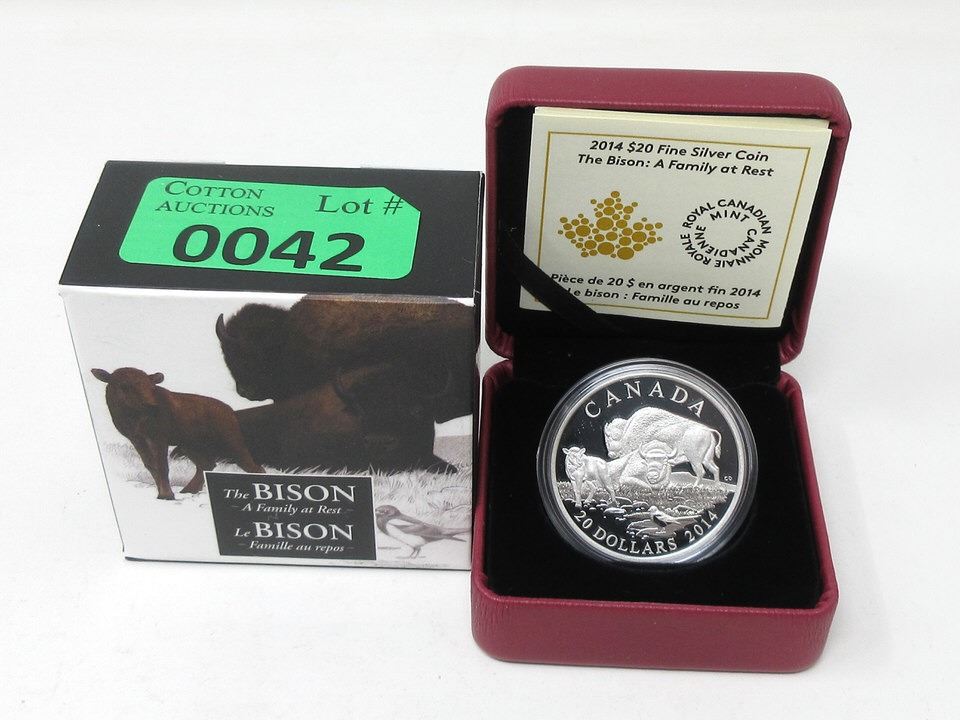 COTTON
AUCTIONS
Lot #
0042
The BISON
- A Family at Rest -
Le BISON
- Famille au repos -
2014 $20 Fine Silver Coin
The Bison: A Family at Rest
ROYAL CANADIAN MINT
MONNAIE ROYALE CANADIENNE
Pièce de 20 $ en argent fin 2014
Le bison : Famille au repos
CANADA
20 DOLLARS 2014